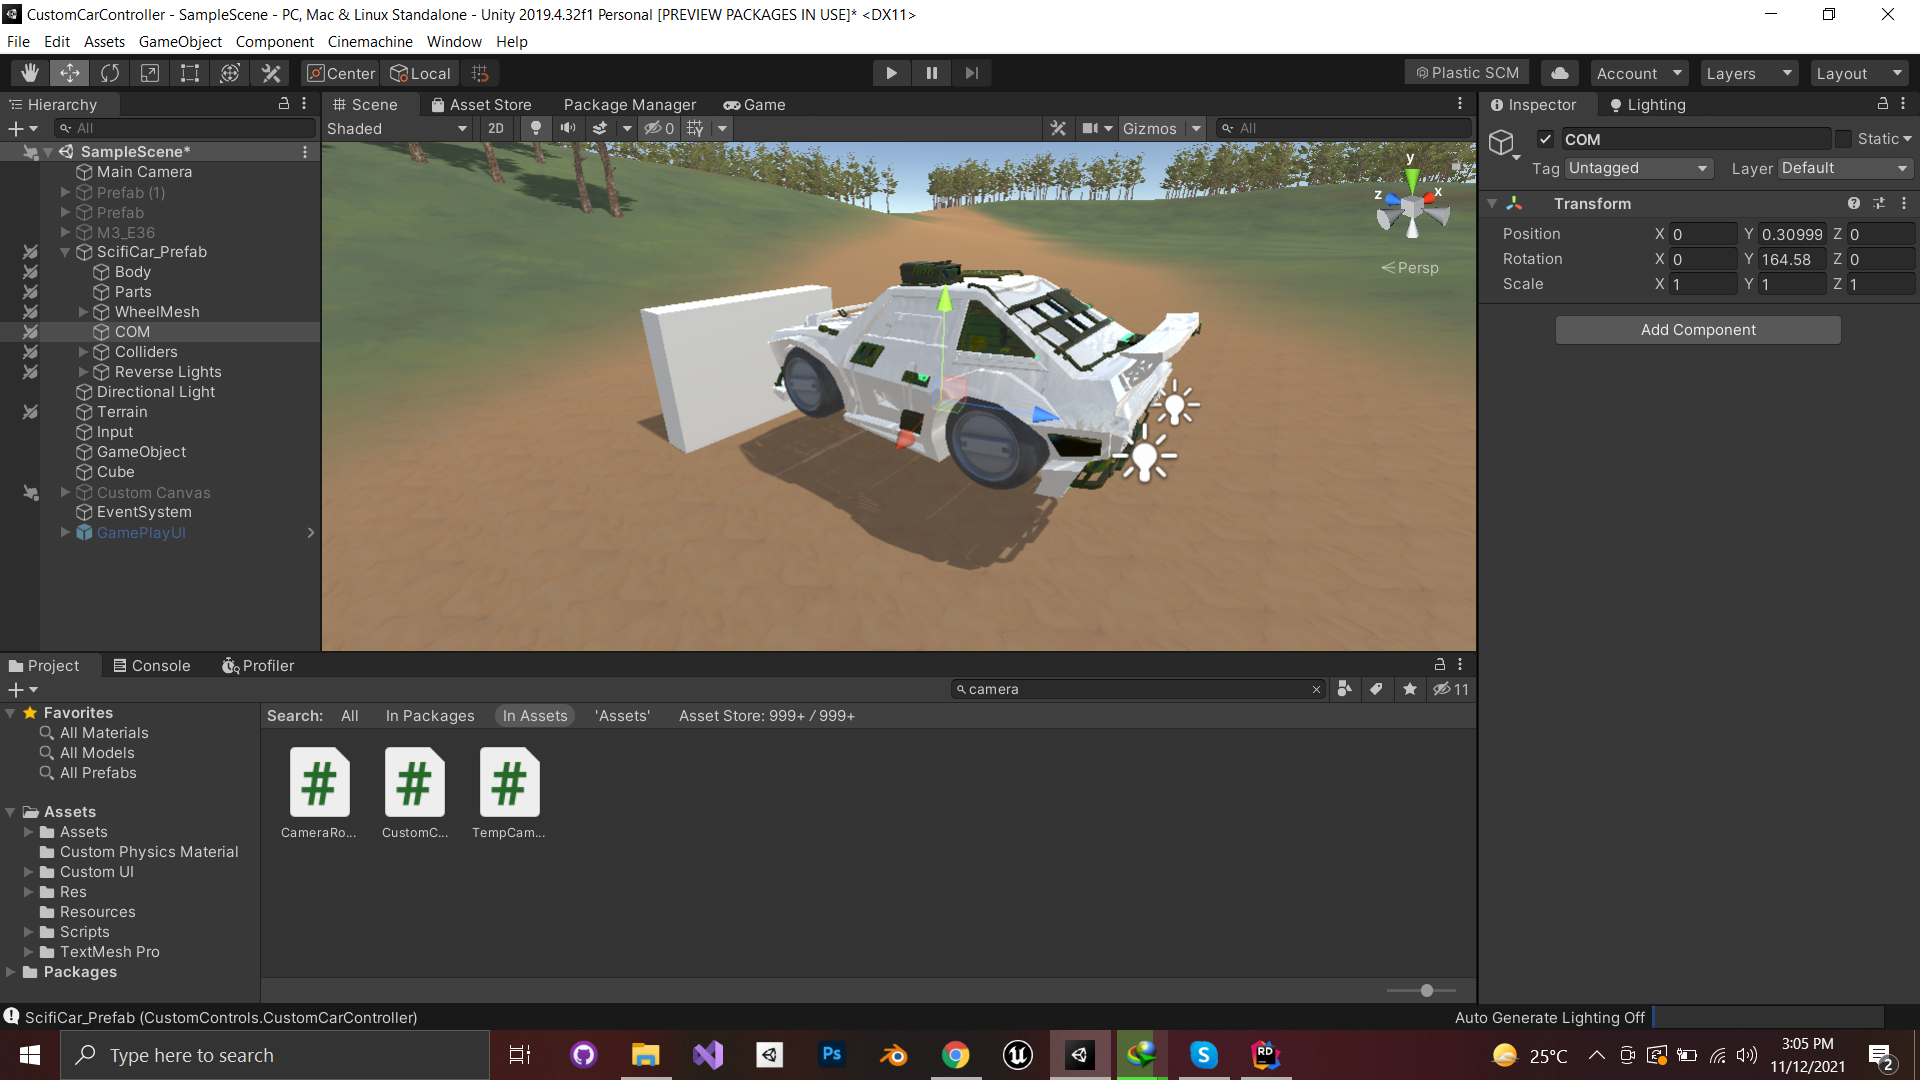 CustomCarController - SampleScene - PC, Mac & Linux Standalone - Unity 2019.4.32f1 Personal [PREVIEW PACKAGES IN USE]* <DX11>
File Edit Assets GameObject Component Cinemachine Window Help
Center Local Plastic SCM Account Layers Layout
Hierarchy
All
SampleScene*
Main Camera
Prefab (1)
Prefab
M3_E36
ScifiCar_Prefab
Body
Parts
WheelMesh
COM
Colliders
Reverse Lights
Directional Light
Terrain
Input
GameObject
Cube
Custom Canvas
EventSystem
GamePlayUI
Scene Asset Store Package Manager Game
Shaded 2D 0 Gizmos All
y
z x
Persp
Inspector Lighting
COM Static
Tag Untagged Layer Default
Transform
Position X 0 Y 0.30999 Z 0
Rotation X 0 Y 164.58 Z 0
Scale X 1 Y 1 Z 1
Add Component
Project Console Profiler
camera 11
Favorites
All Materials
All Models
All Prefabs
Assets
Assets
Custom Physics Material
Custom UI
Res
Resources
Scripts
TextMesh Pro
Packages
Search: All In Packages In Assets 'Assets' Asset Store: 999+ / 999+
CameraRo... CustomC... TempCam...
ScifiCar_Prefab (CustomControls.CustomCarController)
Auto Generate Lighting Off
Type here to search
Ps
RD
25°C
3:05 PM
11/12/2021
2